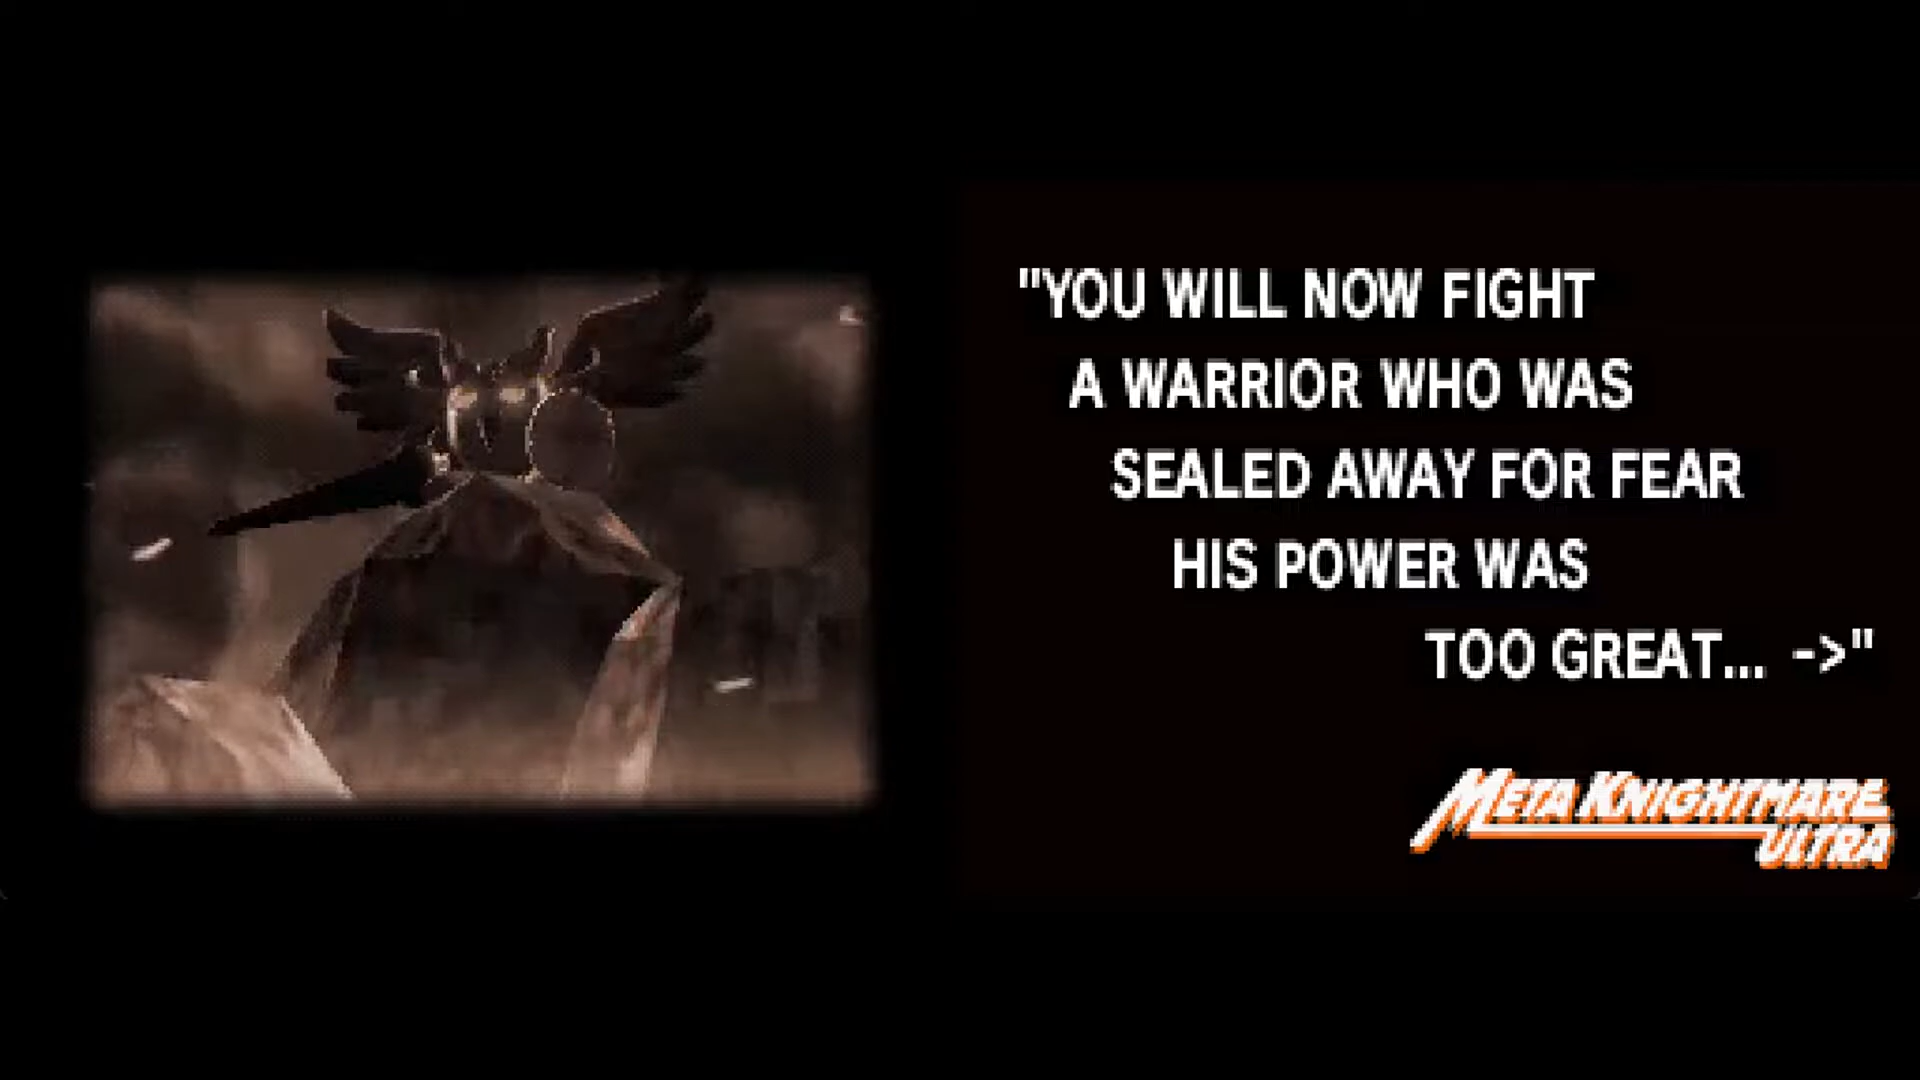 "YOU WILL NOW FIGHT
A WARRIOR WHO WAS
SEALED AWAY FOR FEAR
HIS POWER WAS
TOO GREAT... ->"
META KNIGHTMARE
ULTRA